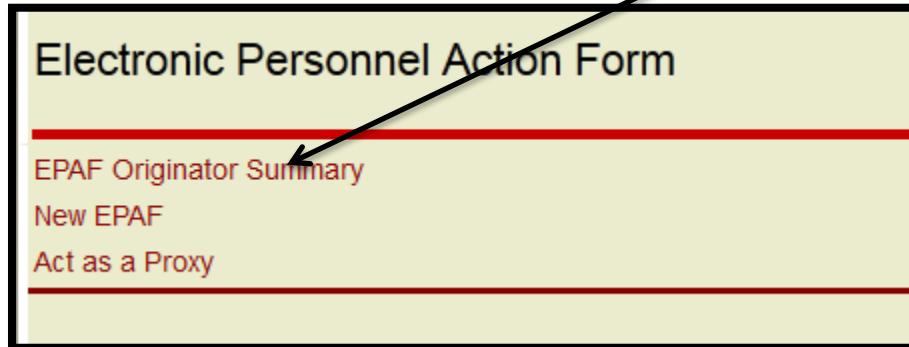 Electronic Personnel Action Form
EPAF Originator Summary
New EPAF
Act as a Proxy